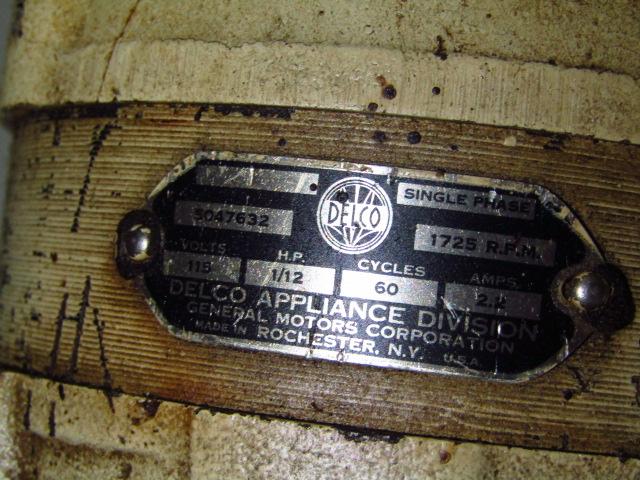 SINGLE PHASE
DELCO
5047632
1725 R.P.M.
VOLTS H.P. CYCLES AMPS
115 1/12 60
DELCO APPLIANCE DIVISION
GENERAL MOTORS CORPORATION
MADE IN ROCHESTER, N.Y. U.S.A.